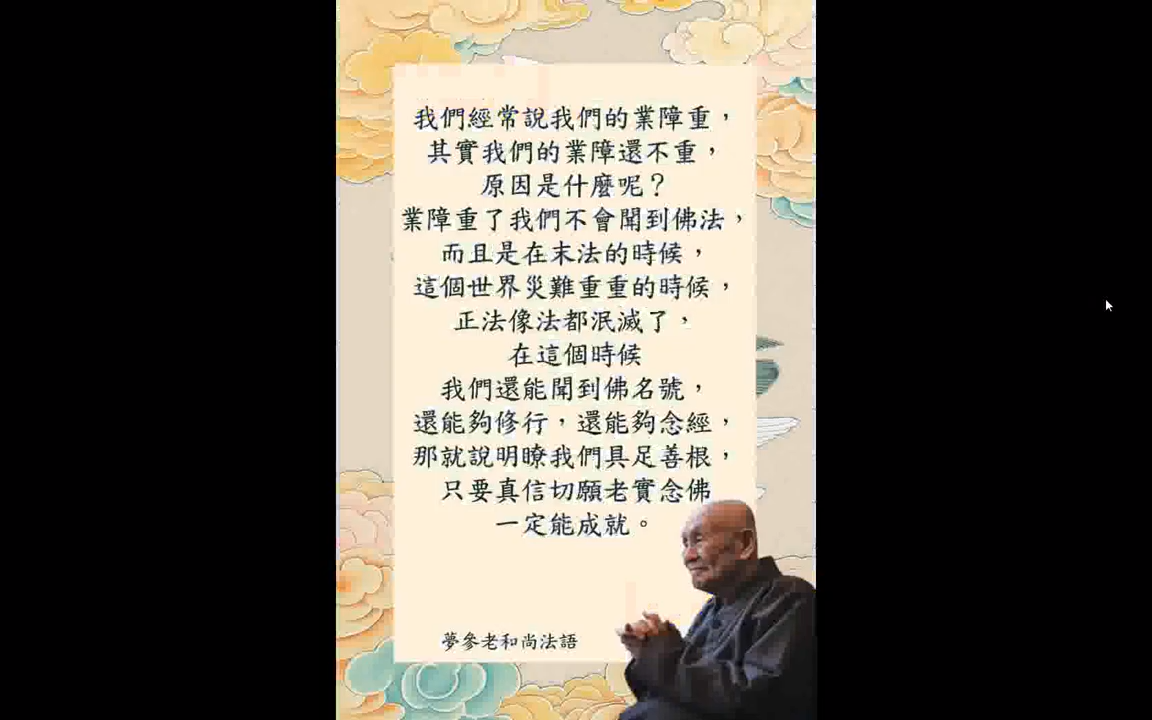 我們經常說我們的業障重，
其實我們的業障還不重，
原因是什麼呢？
業障重了我們不會聞到佛法，
而且是在末法的時候，
這個世界災難重重的時候，
正法像法都泯滅了，
在這個時候
我們還能聞到佛名號，
還能夠修行，還能夠念經，
那就說明瞭我們具足善根，
只要真信切願老實念佛
一定能成就。
夢參老和尚法語